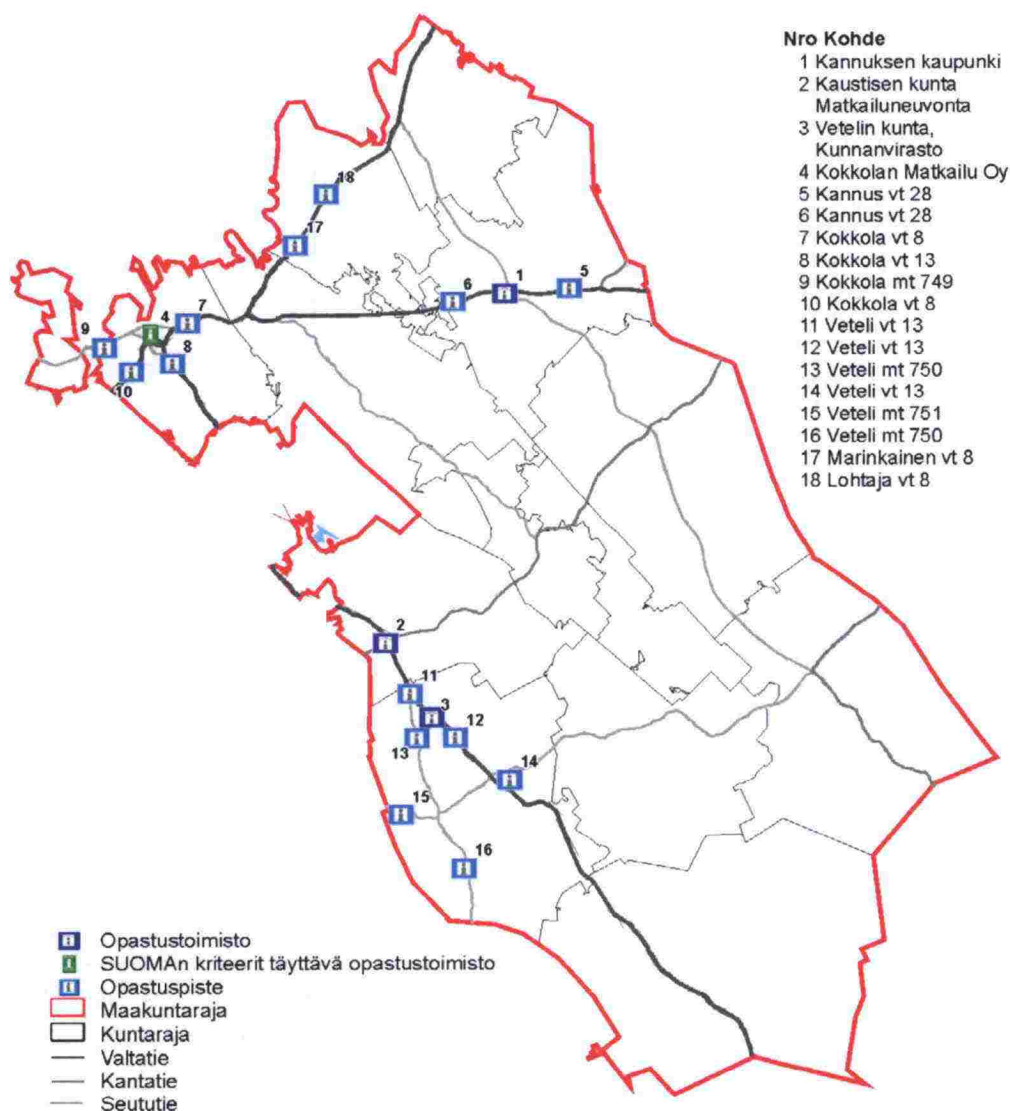 Nro Kohde
1 Kannuksen kaupunki
2 Kaustisen kunta
Matkailuneuvonta
3 Vetelin kunta,
Kunnanvirasto
4 Kokkolan Matkailu Oy
5 Kannus vt 28
6 Kannus vt 28
7 Kokkola vt 8
8 Kokkola vt 13
9 Kokkola mt 749
10 Kokkola vt 8
11 Veteli vt 13
12 Veteli vt 13
13 Veteli mt 750
14 Veteli vt 13
15 Veteli mt 751
16 Veteli mt 750
17 Marinkainen vt 8
18 Lohtaja vt 8
18
17
1
5
6
7
4
9
8
10
2
11
3
12
13
14
15
16
Opastustoimisto
SUOMAn kriteerit täyttävä opastustoimisto
Opastuspiste
Maakuntaraja
Kuntaraja
Valtatie
Kantatie
Seututie